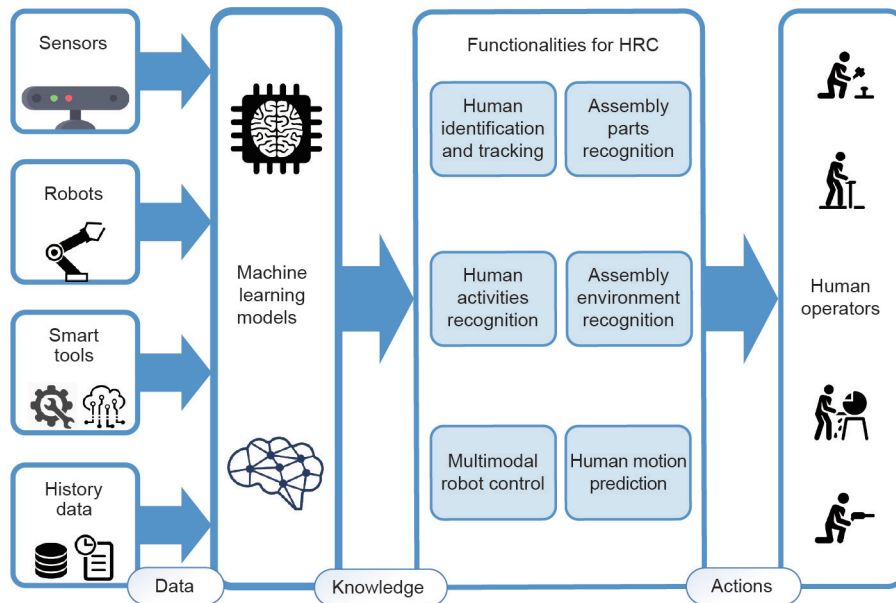 Sensors
Robots
Smart
tools
History
data
Data
Machine
learning
models
Knowledge
Functionalities for HRC
Human
identification
and tracking
Assembly
parts
recognition
Human
activities
recognition
Assembly
environment
recognition
Multimodal
robot control
Human motion
prediction
Actions
Human
operators